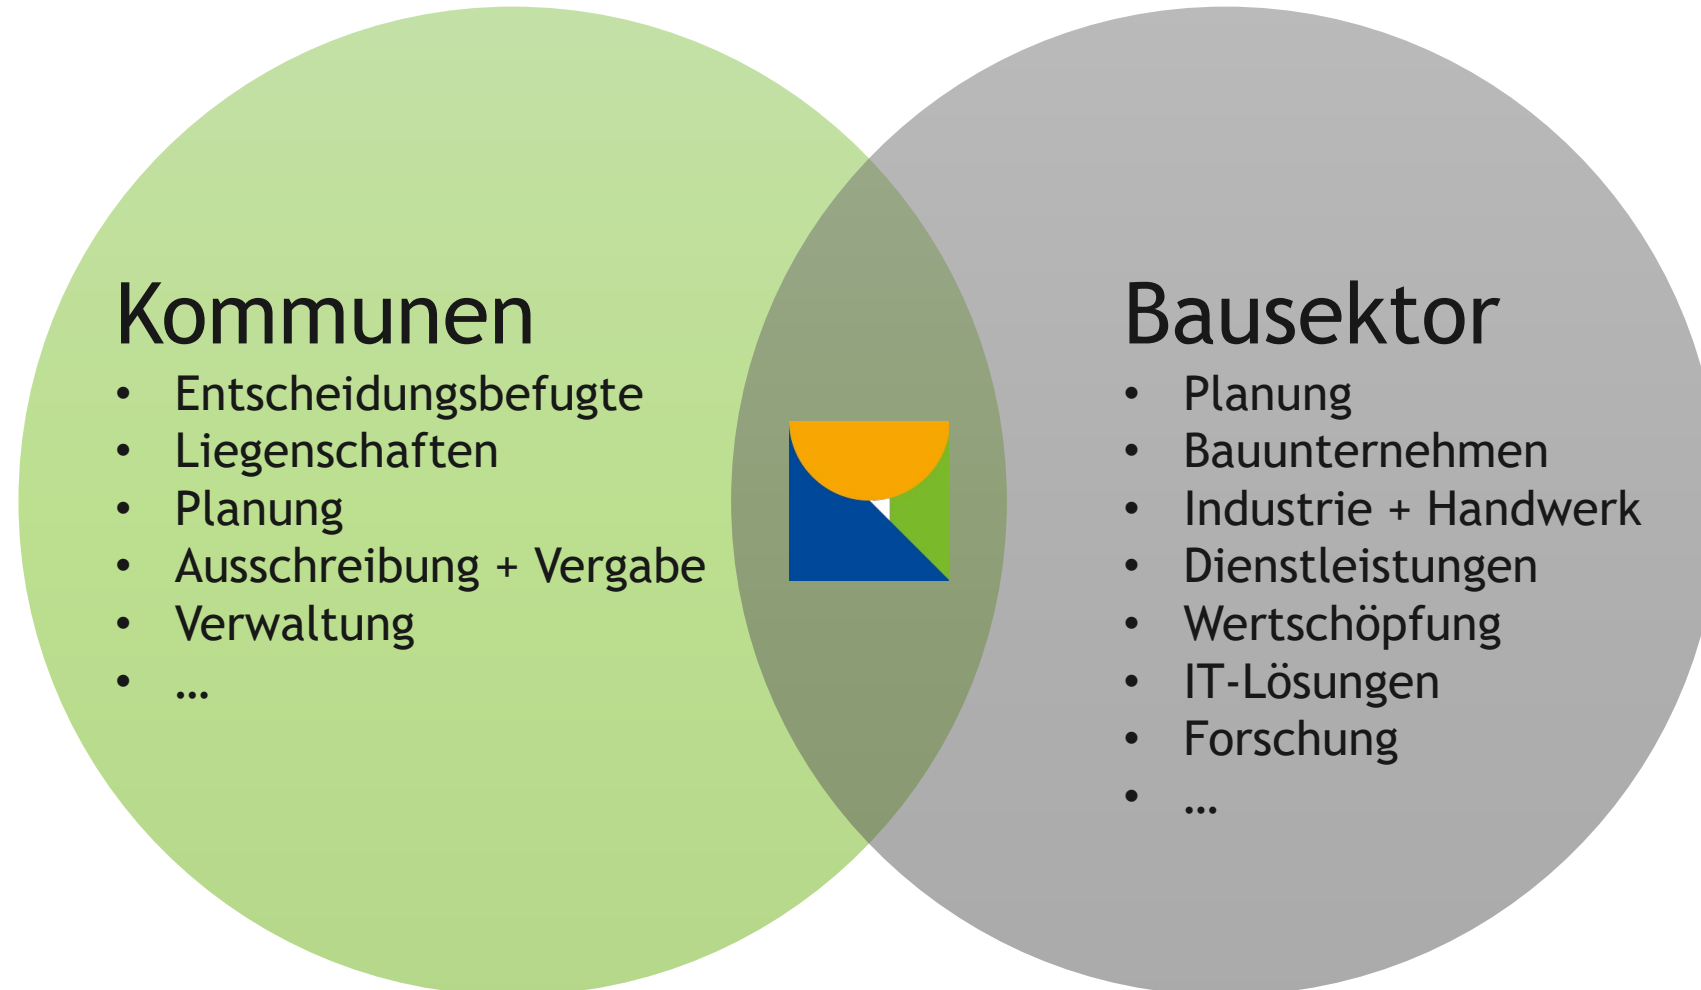 Kommunen
• Entscheidungsbefugte
• Liegenschaften
• Planung
• Ausschreibung + Vergabe
• Verwaltung
• …
Bausektor
• Planung
• Bauunternehmen
• Industrie + Handwerk
• Dienstleistungen
• Wertschöpfung
• IT-Lösungen
• Forschung
• …